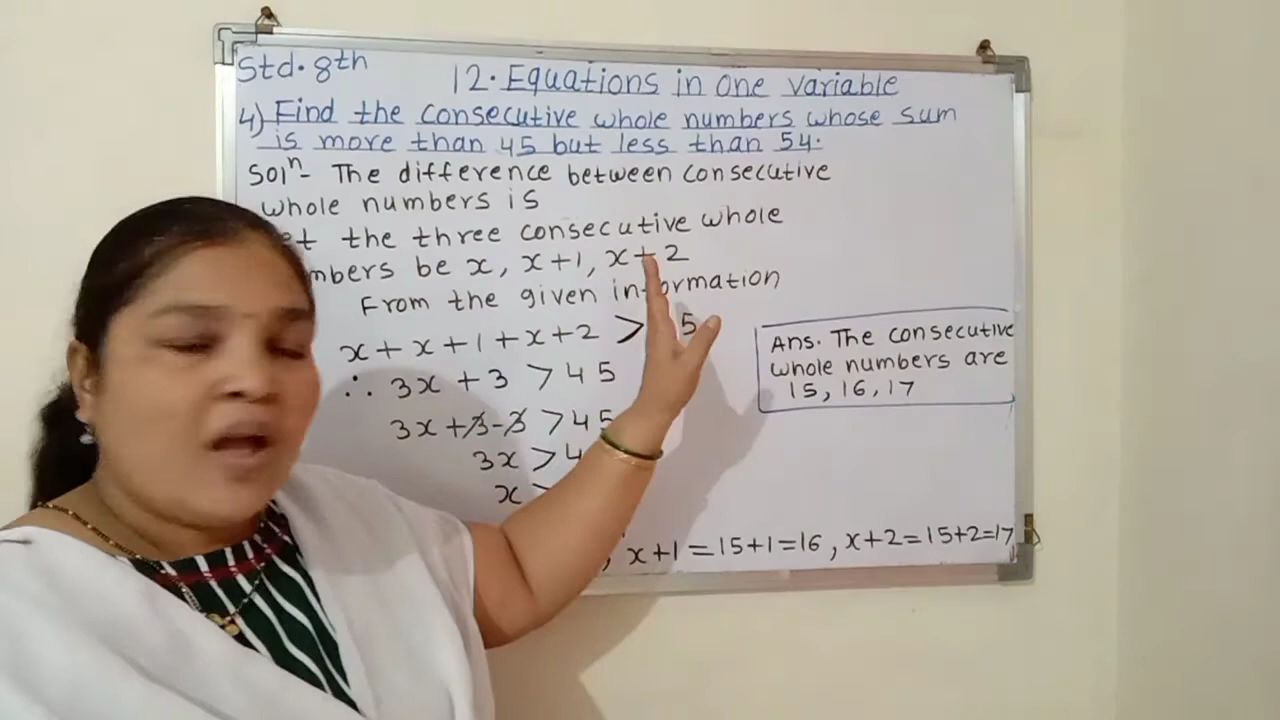 Std. 8th
12. Equations in one variable
4) Find the consecutive whole numbers whose sum
is more than 45 but less than 54.
Solⁿ- The difference between consecutive
whole numbers is
the three consecutive whole
be x, x+1, x+2
From the given information
x + x + 1 + x + 2 > 5
∴ 3x + 3 > 45
3x + 3 - 3 > 45
3x > 4
x >
x+1 = 15+1 = 16, x+2 = 15+2 = 17
Ans. The consecutive
whole numbers are
15, 16, 17